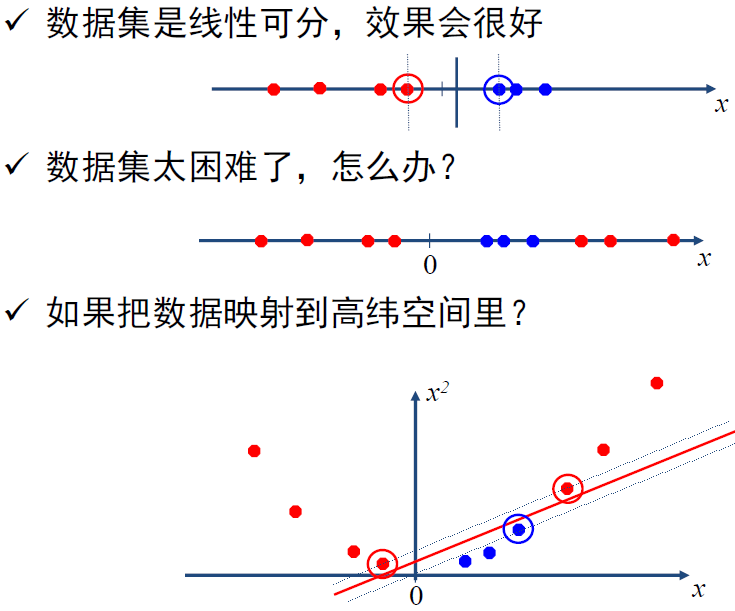 ✓ 数据集是线性可分，效果会很好
x
✓ 数据集太困难了，怎么办？
0
x
✓ 如果把数据映射到高纬空间里？
x²
0
x